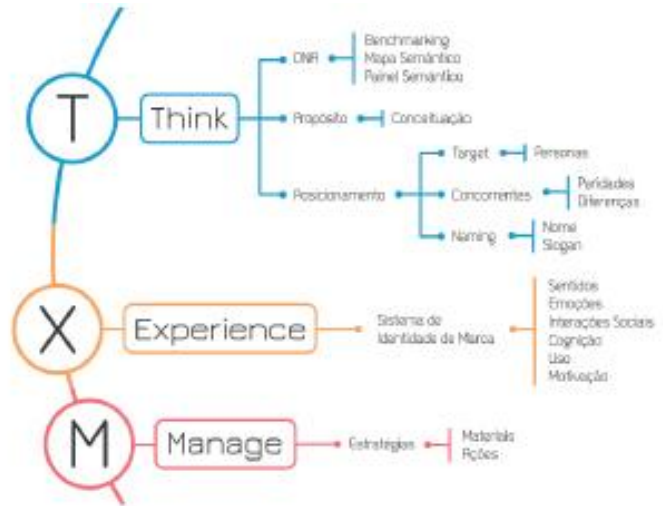 T
Think
DNA
Benchmarking
Mapa Semântico
Painel Semântico
Propósito
Conceituação
Posicionamento
Target
Personas
Concorrentes
Paridades
Diferenças
Naming
Nome
Slogan
X
Experience
Sistema de
Identidade de Marca
Sentidos
Emoções
Interações Sociais
Cognição
Uso
Motivação
M
Manage
Estratégias
Materiais
Ações